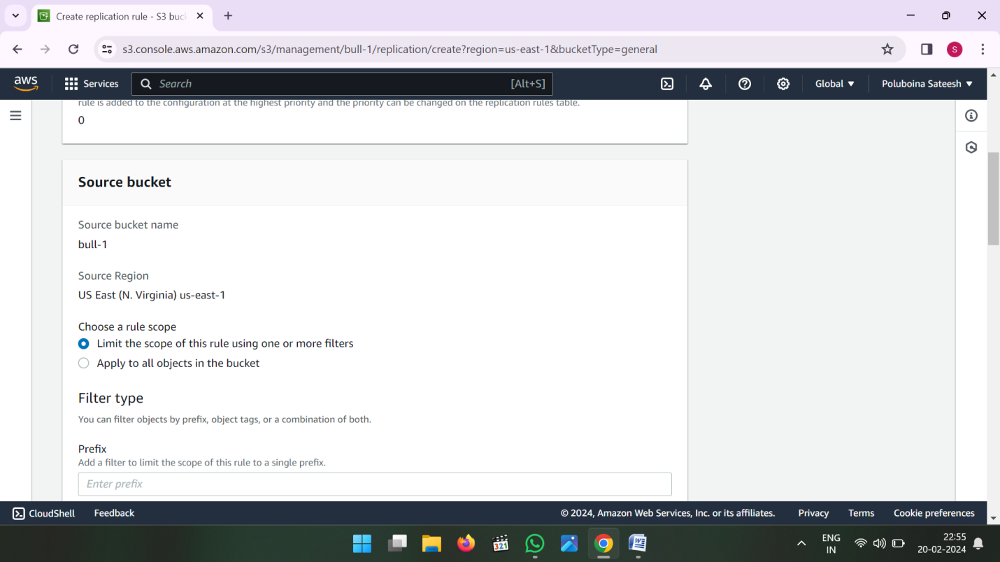 Create replication rule - S3 buc
s3.console.aws.amazon.com/s3/management/bull-1/replication/create?region=us-east-1&bucketType=general
S
aws
Services
Search
[Alt+S]
Global
Poluboina Sateesh
rule is added to the configuration at the highest priority and the priority can be changed on the replication rules table.
0
Source bucket
Source bucket name
bull-1
Source Region
US East (N. Virginia) us-east-1
Choose a rule scope
Limit the scope of this rule using one or more filters
Apply to all objects in the bucket
Filter type
You can filter objects by prefix, object tags, or a combination of both.
Prefix
Add a filter to limit the scope of this rule to a single prefix.
Enter prefix
CloudShell
Feedback
© 2024, Amazon Web Services, Inc. or its affiliates.
Privacy
Terms
Cookie preferences
321
ENG
IN
22:55
20-02-2024